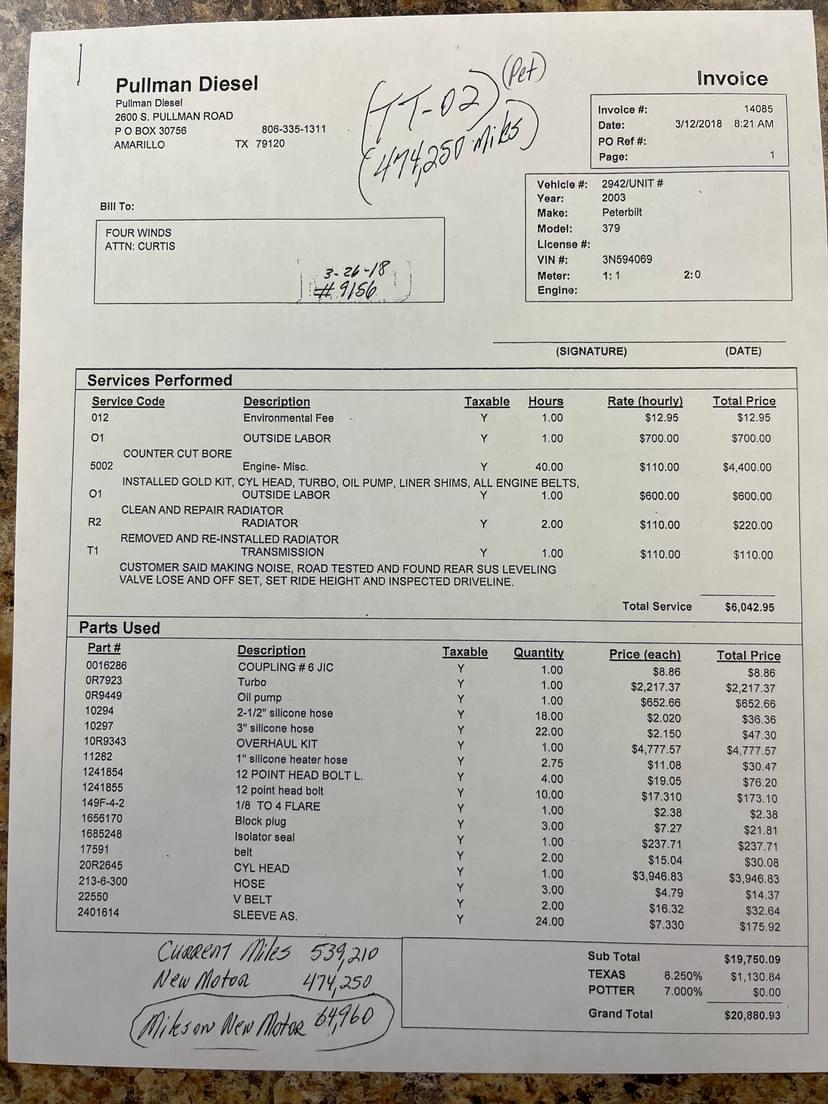 Pullman Diesel
Pullman Diesel
2600 S. PULLMAN ROAD
P O BOX 30756 806-335-1311
AMARILLO TX 79120
(TT-02) (Pet)
(474,250 Miles)
Invoice
Invoice #: 14085
Date: 3/12/2018 8:21 AM
PO Ref #:
Page: 1
Vehicle #: 2942/UNIT #
Year: 2003
Make: Peterbilt
Model: 379
License #:
VIN #: 3N594069
Meter: 1: 1 2: 0
Engine:
Bill To:
FOUR WINDS
ATTN: CURTIS
3-26-18
#9156
(SIGNATURE) (DATE)
Services Performed
Service Code Description Taxable Hours Rate (hourly) Total Price
012 Environmental Fee Y 1.00 $12.95 $12.95
O1 OUTSIDE LABOR Y 1.00 $700.00 $700.00
COUNTER CUT BORE
5002 Engine- Misc. Y 40.00 $110.00 $4,400.00
INSTALLED GOLD KIT, CYL HEAD, TURBO, OIL PUMP, LINER SHIMS, ALL ENGINE BELTS,
O1 OUTSIDE LABOR Y 1.00 $600.00 $600.00
CLEAN AND REPAIR RADIATOR
R2 RADIATOR Y 2.00 $110.00 $220.00
REMOVED AND RE-INSTALLED RADIATOR
T1 TRANSMISSION Y 1.00 $110.00 $110.00
CUSTOMER SAID MAKING NOISE, ROAD TESTED AND FOUND REAR SUS LEVELING
VALVE LOSE AND OFF SET, SET RIDE HEIGHT AND INSPECTED DRIVELINE.
Total Service $6,042.95
Parts Used
Part # Description Taxable Quantity Price (each) Total Price
0016286 COUPLING # 6 JIC Y 1.00 $8.86 $8.86
OR7923 Turbo Y 1.00 $2,217.37 $2,217.37
OR9449 Oil pump Y 1.00 $652.66 $652.66
10294 2-1/2" silicone hose Y 18.00 $2.020 $36.36
10297 3" silicone hose Y 22.00 $2.150 $47.30
10R9343 OVERHAUL KIT Y 1.00 $4,777.57 $4,777.57
11282 1" silicone heater hose Y 2.75 $11.08 $30.47
1241854 12 POINT HEAD BOLT L. Y 4.00 $19.05 $76.20
1241855 12 point head bolt Y 10.00 $17.310 $173.10
149F-4-2 1/8 TO 4 FLARE Y 1.00 $2.38 $2.38
1656170 Block plug Y 3.00 $7.27 $21.81
1685248 Isolator seal Y 1.00 $237.71 $237.71
17591 belt Y 2.00 $15.04 $30.08
20R2645 CYL HEAD Y 1.00 $3,946.83 $3,946.83
213-6-300 HOSE Y 3.00 $4.79 $14.37
22550 V BELT Y 2.00 $16.32 $32.64
2401614 SLEEVE AS. Y 24.00 $7.330 $175.92
Current Miles 539,210
New Motor 474,250
Miles on New Motor 64,960
Sub Total $19,750.09
TEXAS 8.250% $1,130.84
POTTER 7.000% $0.00
Grand Total $20,880.93